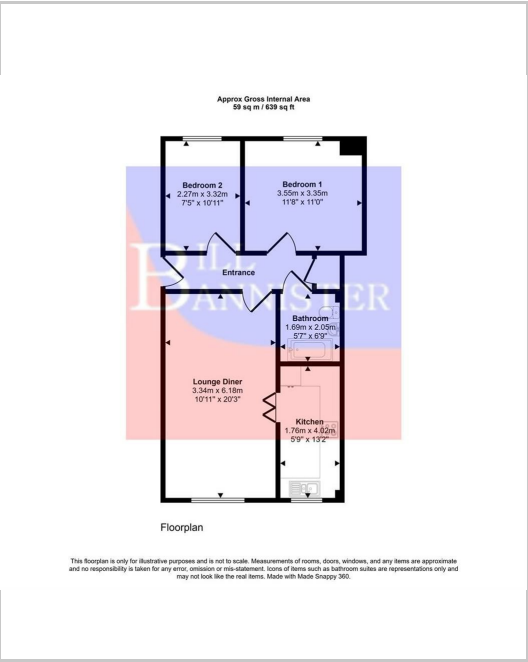 Approx Gross Internal Area
59 sq m / 639 sq ft
Bedroom 2
2.27m x 3.32m
7'5" x 10'11"
Bedroom 1
3.55m x 3.35m
11'8" x 11'0"
BILL
BANNISTER
Entrance
Bathroom
1.69m x 2.05m
5'7" x 6'9"
Lounge Diner
3.34m x 6.18m
10'11" x 20'3"
Kitchen
1.76m x 4.02m
5'9" x 13'2"
Floorplan
This floorplan is only for illustrative purposes and is not to scale. Measurements of rooms, doors, windows, and any items are approximate
and no responsibility is taken for any error, omission or mis-statement. Icons of items such as bathroom suites are representations only and
may not look like the real items. Made with Made Snappy 360.